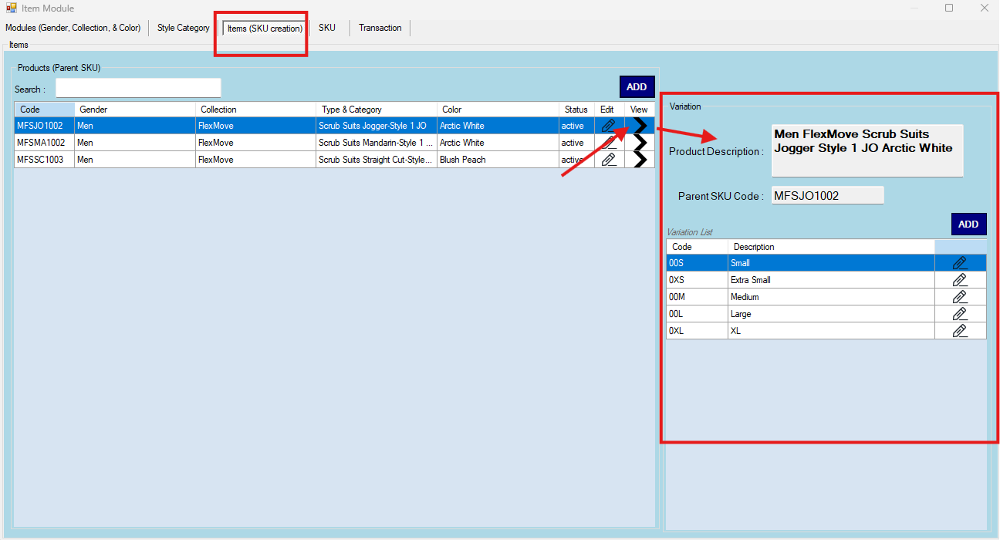 Item Module
Modules (Gender, Collection, & Color) Style Category Items (SKU creation) SKU Transaction
Items
Products (Parent SKU)
Search :
ADD
Code Gender Collection Type & Category Color Status Edit View
MFSJO1002 Men FlexMove Scrub Suits Jogger-Style 1 JO Arctic White active
MFSMA1002 Men FlexMove Scrub Suits Mandarin-Style 1 ... Arctic White active
MFSSC1003 Men FlexMove Scrub Suits Straight Cut-Style... Blush Peach active
Variation
Product Description :
Men FlexMove Scrub Suits
Jogger Style 1 JO Arctic White
Parent SKU Code : MFSJO1002
ADD
Variation List
Code Description
00S Small
0XS Extra Small
00M Medium
00L Large
0XL XL